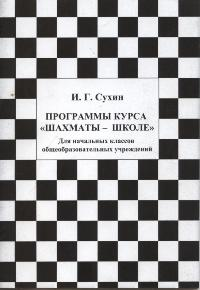 И. Г. Сухин
ПРОГРАММЫ КУРСА
«ШАХМАТЫ – ШКОЛЕ»
Для начальных классов
общеобразовательных учреждений